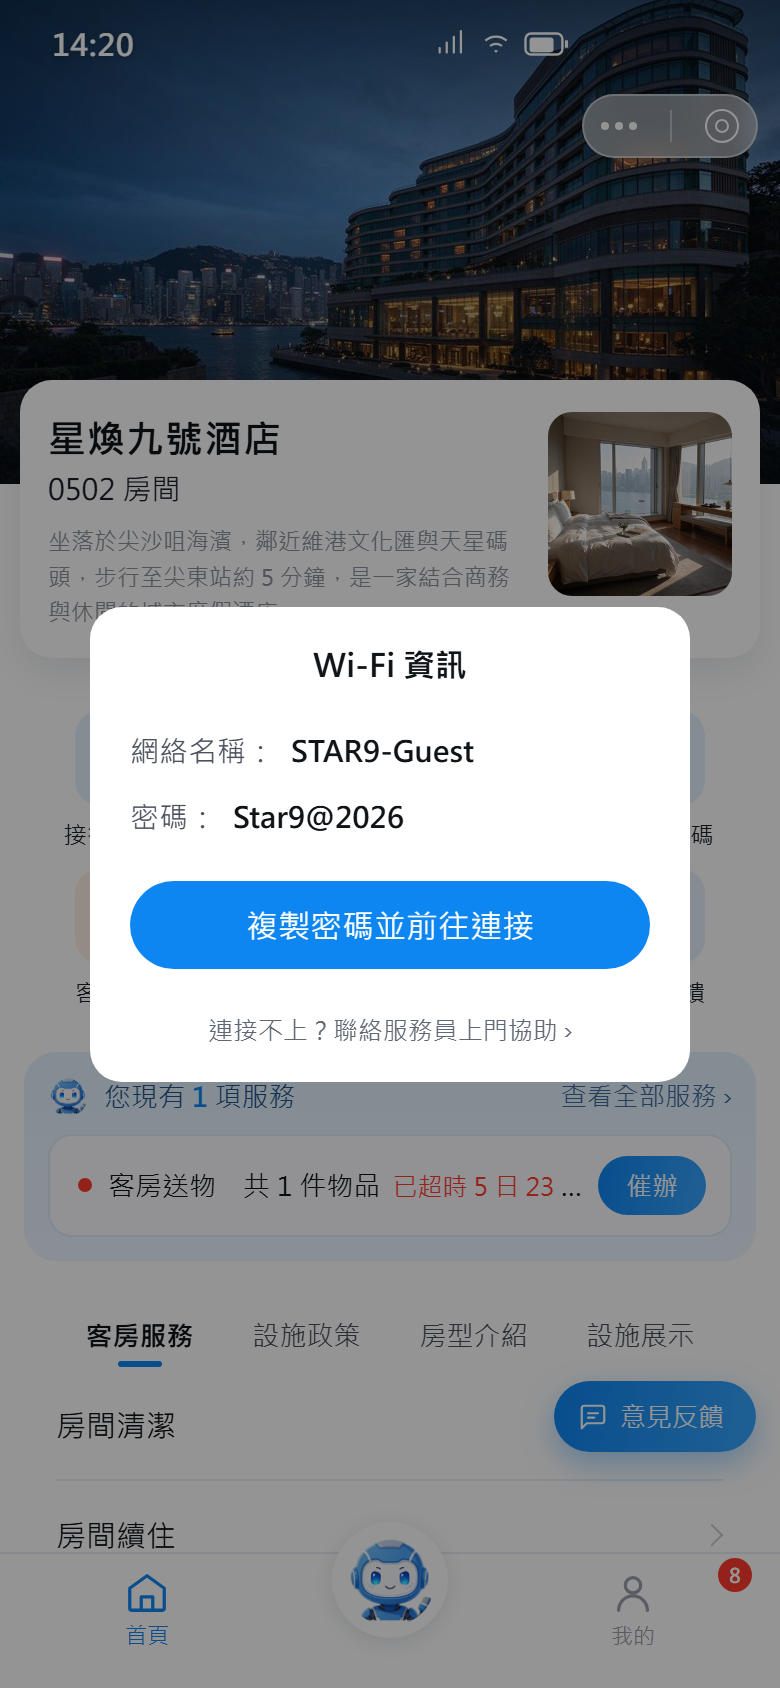 14:20
星煥九號酒店
0502 房間
坐落於尖沙咀海濱，鄰近維港文化匯與天星碼
頭，步行至尖東站約 5 分鐘，是一家結合商務
Wi-Fi 資訊
網絡名稱： STAR9-Guest
密碼： Star9@2026
接
碼
複製密碼並前往連接
客
饋
連接不上？聯絡服務員上門協助 ›
您現有 1 項服務
查看全部服務 ›
客房送物 共 1 件物品 已超時 5 日 23 ...
催辦
客房服務 設施政策 房型介紹 設施展示
房間清潔
意見反饋
房間續住
8
首頁
我的